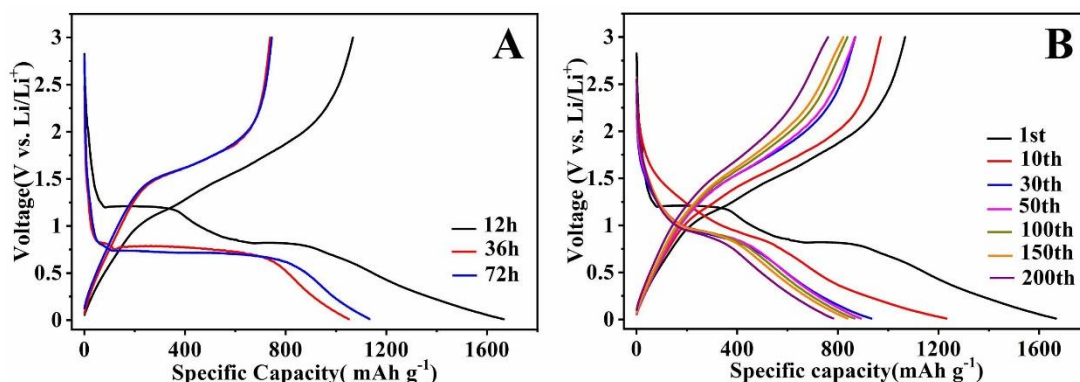 A
Voltage(V vs. Li/Li+)
3
2.5
2
1.5
1
0.5
0
12h
36h
72h
0 400 800 1200 1600
Specific Capacity( mAh g-1)
B
Voltage (V vs. Li/Li+)
3
2.5
2
1.5
1
0.5
0
1st
10th
30th
50th
100th
150th
200th
0 400 800 1200 1600
Specific capacity(mAh g-1)